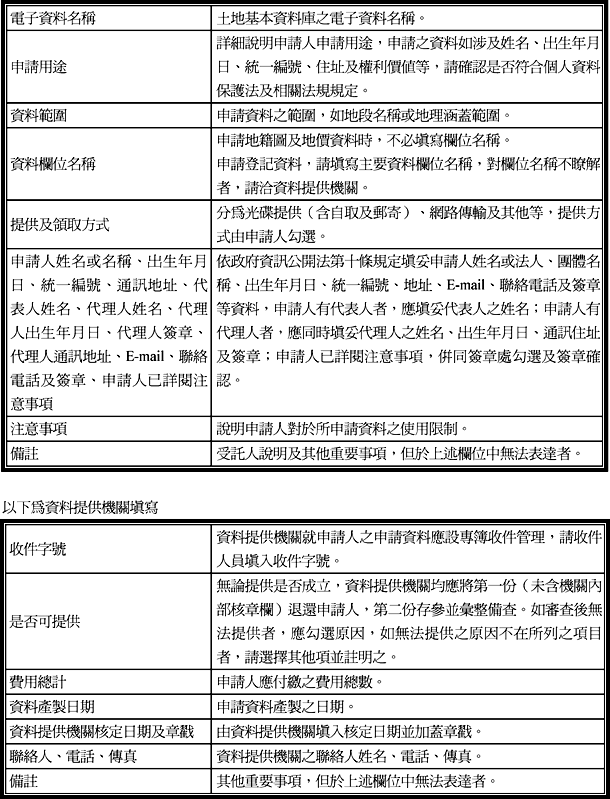 電子資料名稱
土地基本資料庫之電子資料名稱。
申請用途
詳細說明申請人申請用途，申請之資料如涉及姓名、出生年月
日、統一編號、住址及權利價值等，請確認是否符合個人資料
保護法及相關法規規定。
資料範圍
申請資料之範圍，如地段名稱或地理涵蓋範圍。
資料欄位名稱
申請地籍圖及地價資料時，不必填寫欄位名稱。
申請登記資料，請填寫主要資料欄位名稱，對欄位名稱不瞭解
者，請洽資料提供機關。
提供及領取方式
分為光碟提供（含自取及郵寄）、網路傳輸及其他等，提供方
式由申請人勾選。
申請人姓名或名稱、出生年月
日、統一編號、通訊地址、代
表人姓名、代理人姓名、代理
人出生年月日、代理人簽章、
代理人通訊地址、E-mail、聯絡
電話及簽章、申請人已詳閱注
意事項
依政府資訊公開法第十條規定填妥申請人姓名或法人、團體名
稱、出生年月日、統一編號、地址、E-mail、聯絡電話及簽章
等資料，申請人有代表人者，應填妥代表人之姓名；申請人有
代理人者，應同時填妥代理人之姓名、出生年月日、通訊住址
及簽章；申請人已詳閱注意事項，併同簽章處勾選及簽章確
認。
注意事項
說明申請人對於所申請資料之使用限制。
備註
受託人說明及其他重要事項，但於上述欄位中無法表達者。
以下為資料提供機關填寫
收件字號
資料提供機關就申請人之申請資料應設專簿收件管理，請收件
人員填入收件字號。
是否可提供
無論提供是否成立，資料提供機關均應將第一份（未含機關內
部核章欄）退還申請人，第二份存參並彙整備查。如審查後無
法提供者，應勾選原因，如無法提供之原因不在所列之項目
者，請選擇其他項並註明之。
費用總計
申請人應付繳之費用總數。
資料產製日期
申請資料產製之日期。
資料提供機關核定日期及章戳
由資料提供機關填入核定日期並加蓋章戳。
聯絡人、電話、傳真
資料提供機關之聯絡人姓名、電話、傳真。
備註
其他重要事項，但於上述欄位中無法表達者。